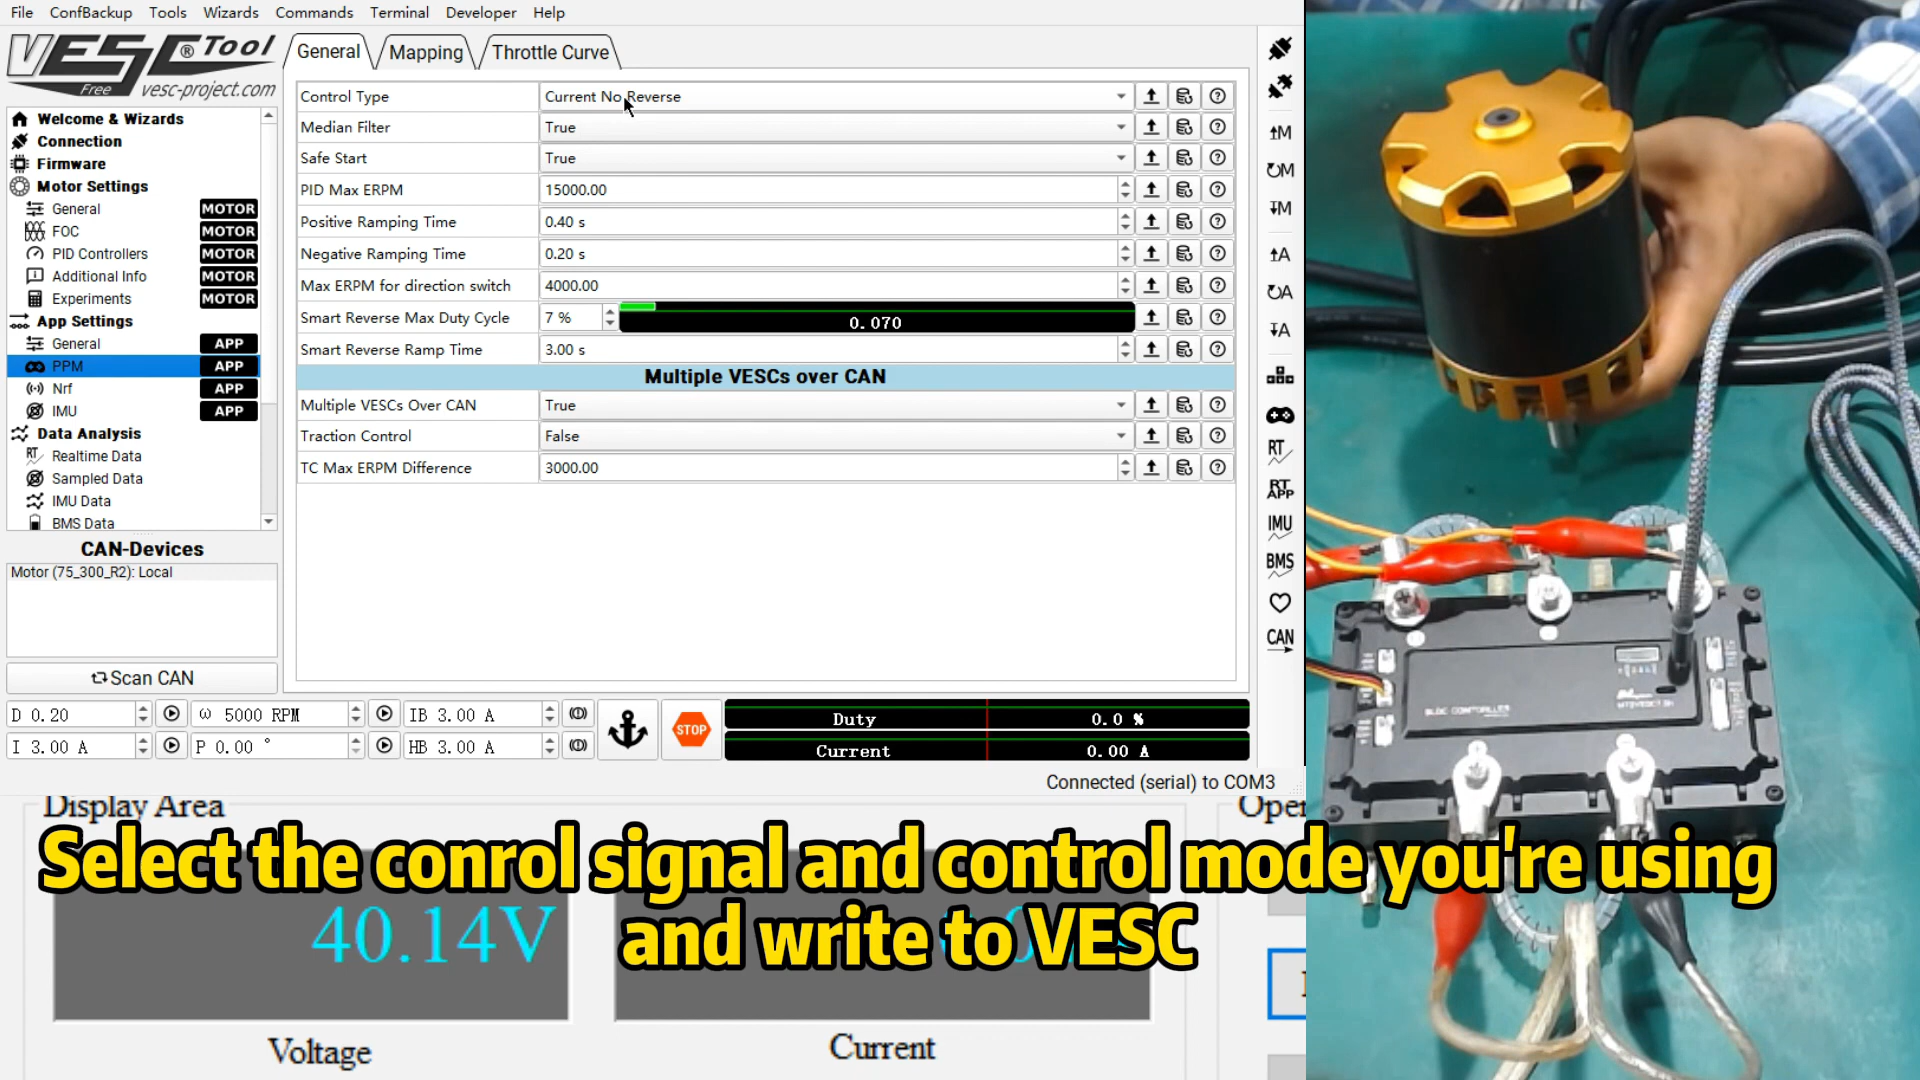 File ConfBackup Tools Wizards Commands Terminal Developer Help
VESC® Tool
Free vesc-project.com
General Mapping Throttle Curve
Welcome & Wizards
Connection
Firmware
Motor Settings
General MOTOR
FOC MOTOR
PID Controllers MOTOR
Additional Info MOTOR
Experiments MOTOR
App Settings
General APP
PPM APP
Nrf APP
IMU APP
Data Analysis
RT Realtime Data
Sampled Data
IMU Data
BMS Data
CAN-Devices
Motor (75_300_R2): Local
Scan CAN
Control Type Current No Reverse
Median Filter True
Safe Start True
PID Max ERPM 15000.00
Positive Ramping Time 0.40 s
Negative Ramping Time 0.20 s
Max ERPM for direction switch 4000.00
Smart Reverse Max Duty Cycle 7 % 0.070
Smart Reverse Ramp Time 3.00 s
Multiple VESCs over CAN
Multiple VESCs Over CAN True
Traction Control False
TC Max ERPM Difference 3000.00
M
M
M
A
A
A
RT
RT APP
IMU
BMS
CAN
D 0.20 ω 5000 RPM IB 3.00 A
I 3.00 A P 0.00 ° HB 3.00 A
STOP
Duty 0.0 %
Current 0.00 A
Connected (serial) to COM3
Display Area
Select the conrol signal and control mode you're using
and write to VESC
40.14V
Voltage
Current
BLDC CONTROLLER